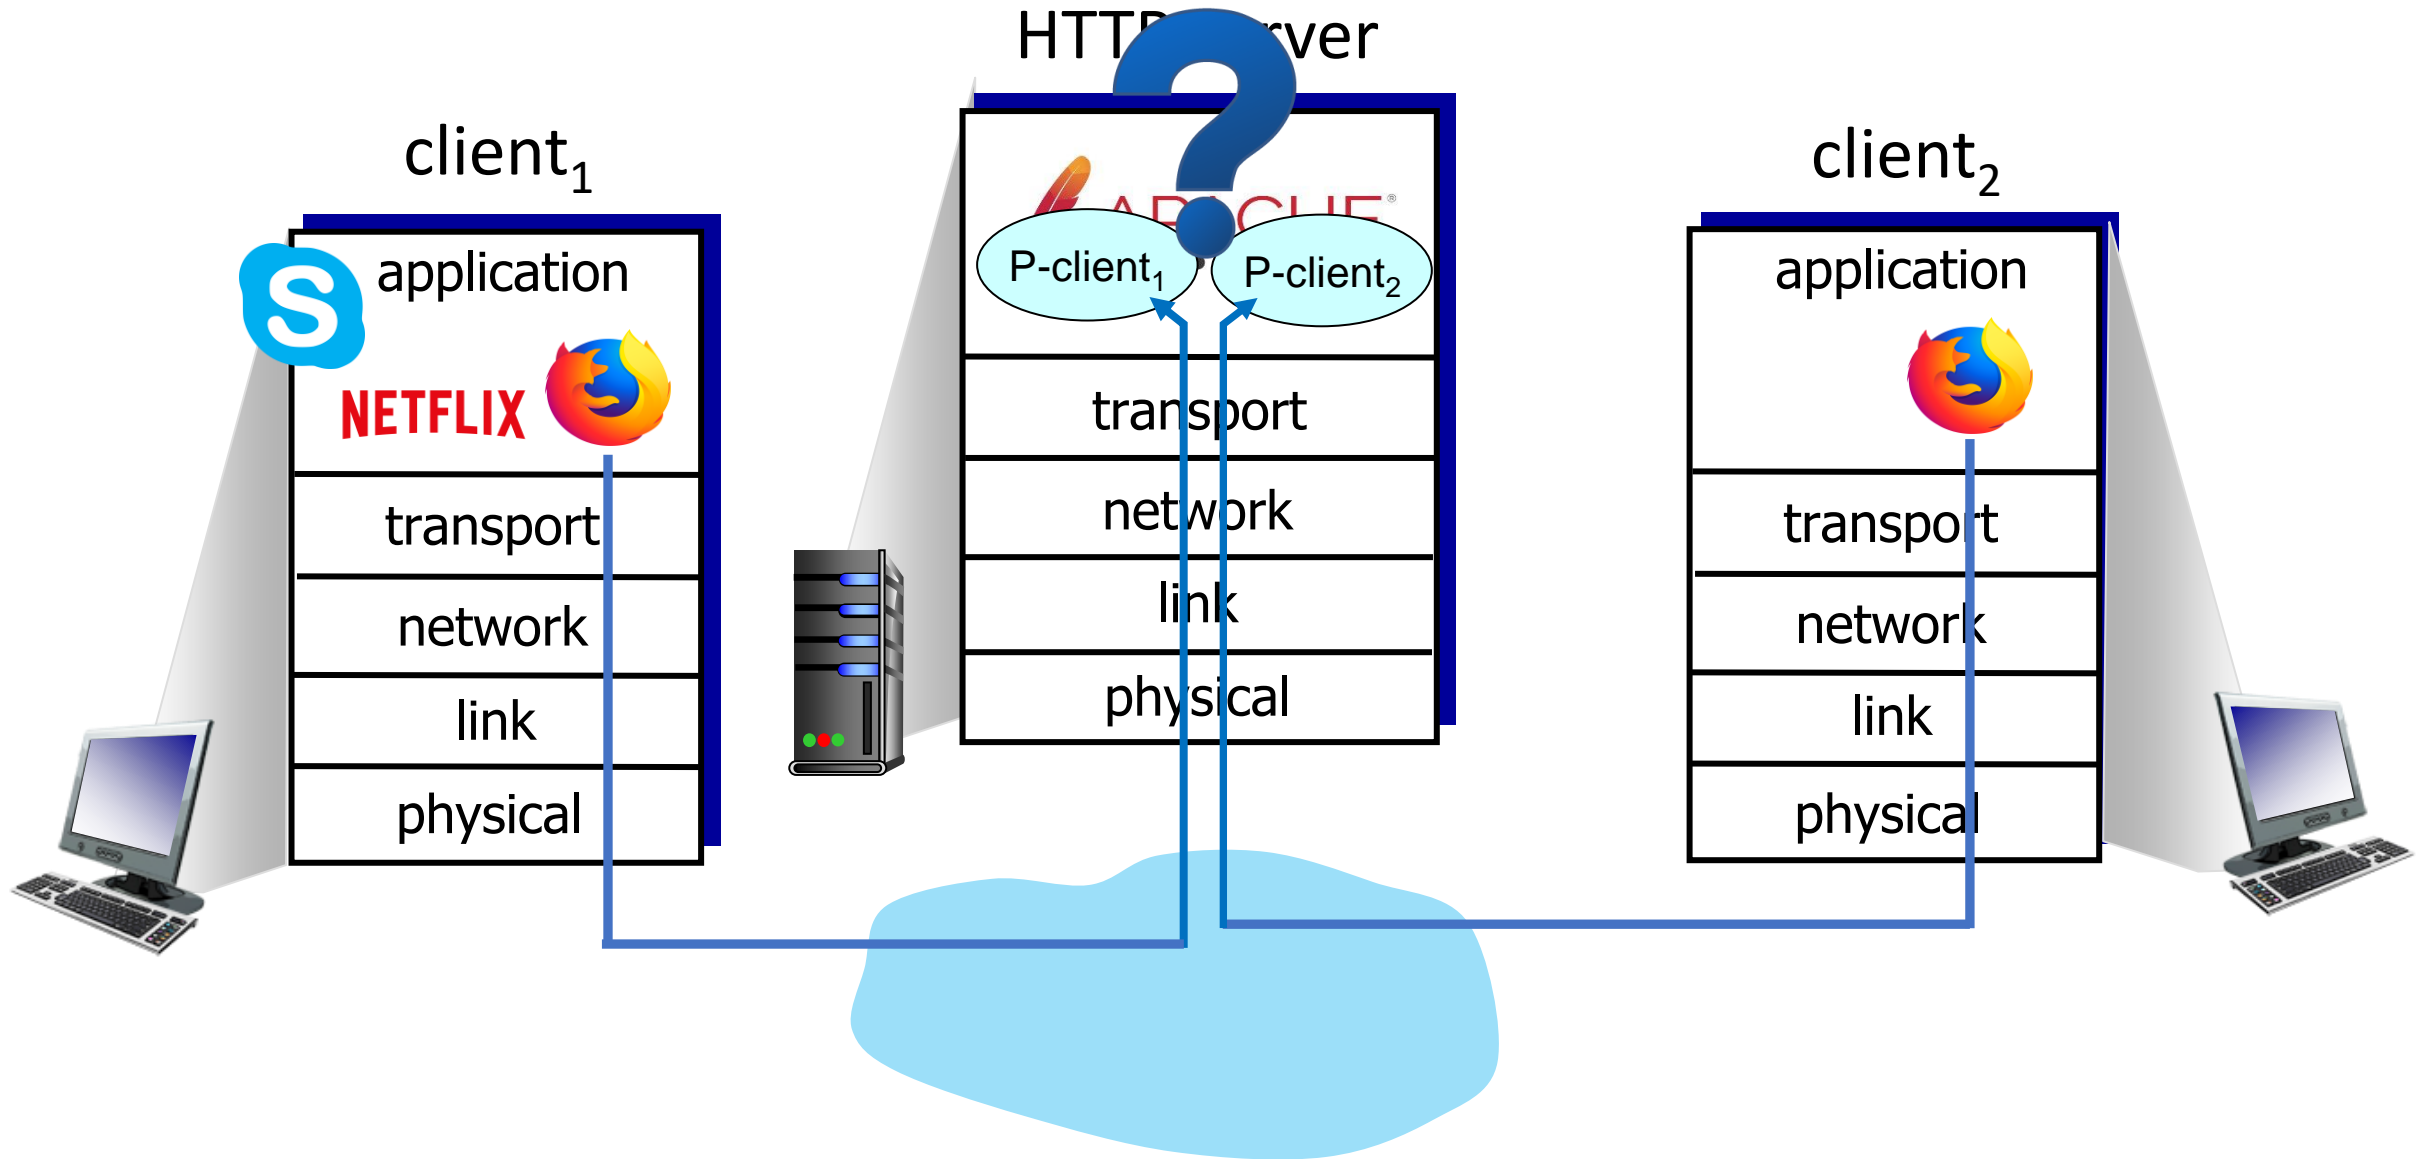 client1
application
NETFLIX
transport
network
link
physical
P-client1
P-client2
transport
network
link
physical
client2
application
transport
network
link
physical